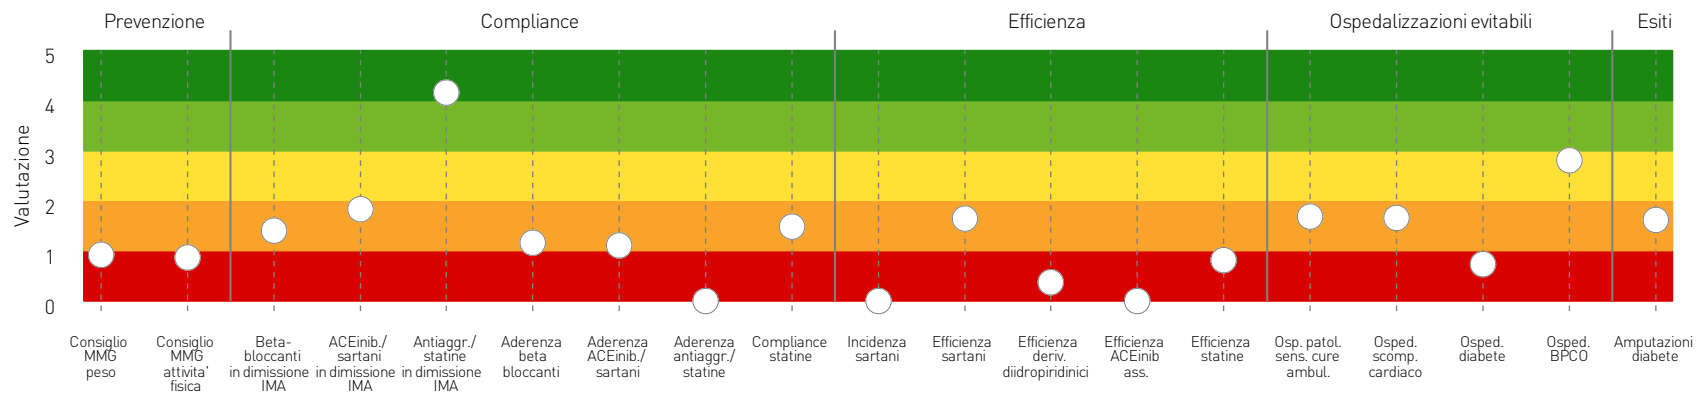 Prevenzione
Compliance
Efficienza
Ospedalizzazioni evitabili
Esiti
Valutazione
5
4
3
2
1
0
Consiglio
MMG
peso
Consiglio
MMG
attivita'
fisica
Beta-
bloccanti
in dimissione
IMA
ACEinib./
sartani
in dimissione
IMA
Antiaggr./
statine
in dimissione
IMA
Aderenza
beta
bloccanti
Aderenza
ACEinib./
sartani
Aderenza
antiaggr./
statine
Compliance
statine
Incidenza
sartani
Efficienza
sartani
Efficienza
deriv.
diidropiridinici
Efficienza
ACEinib
ass.
Efficienza
statine
Osp. patol.
sens. cure
ambul.
Osped.
scomp.
cardiaco
Osped.
diabete
Osped.
BPCO
Amputazioni
diabete